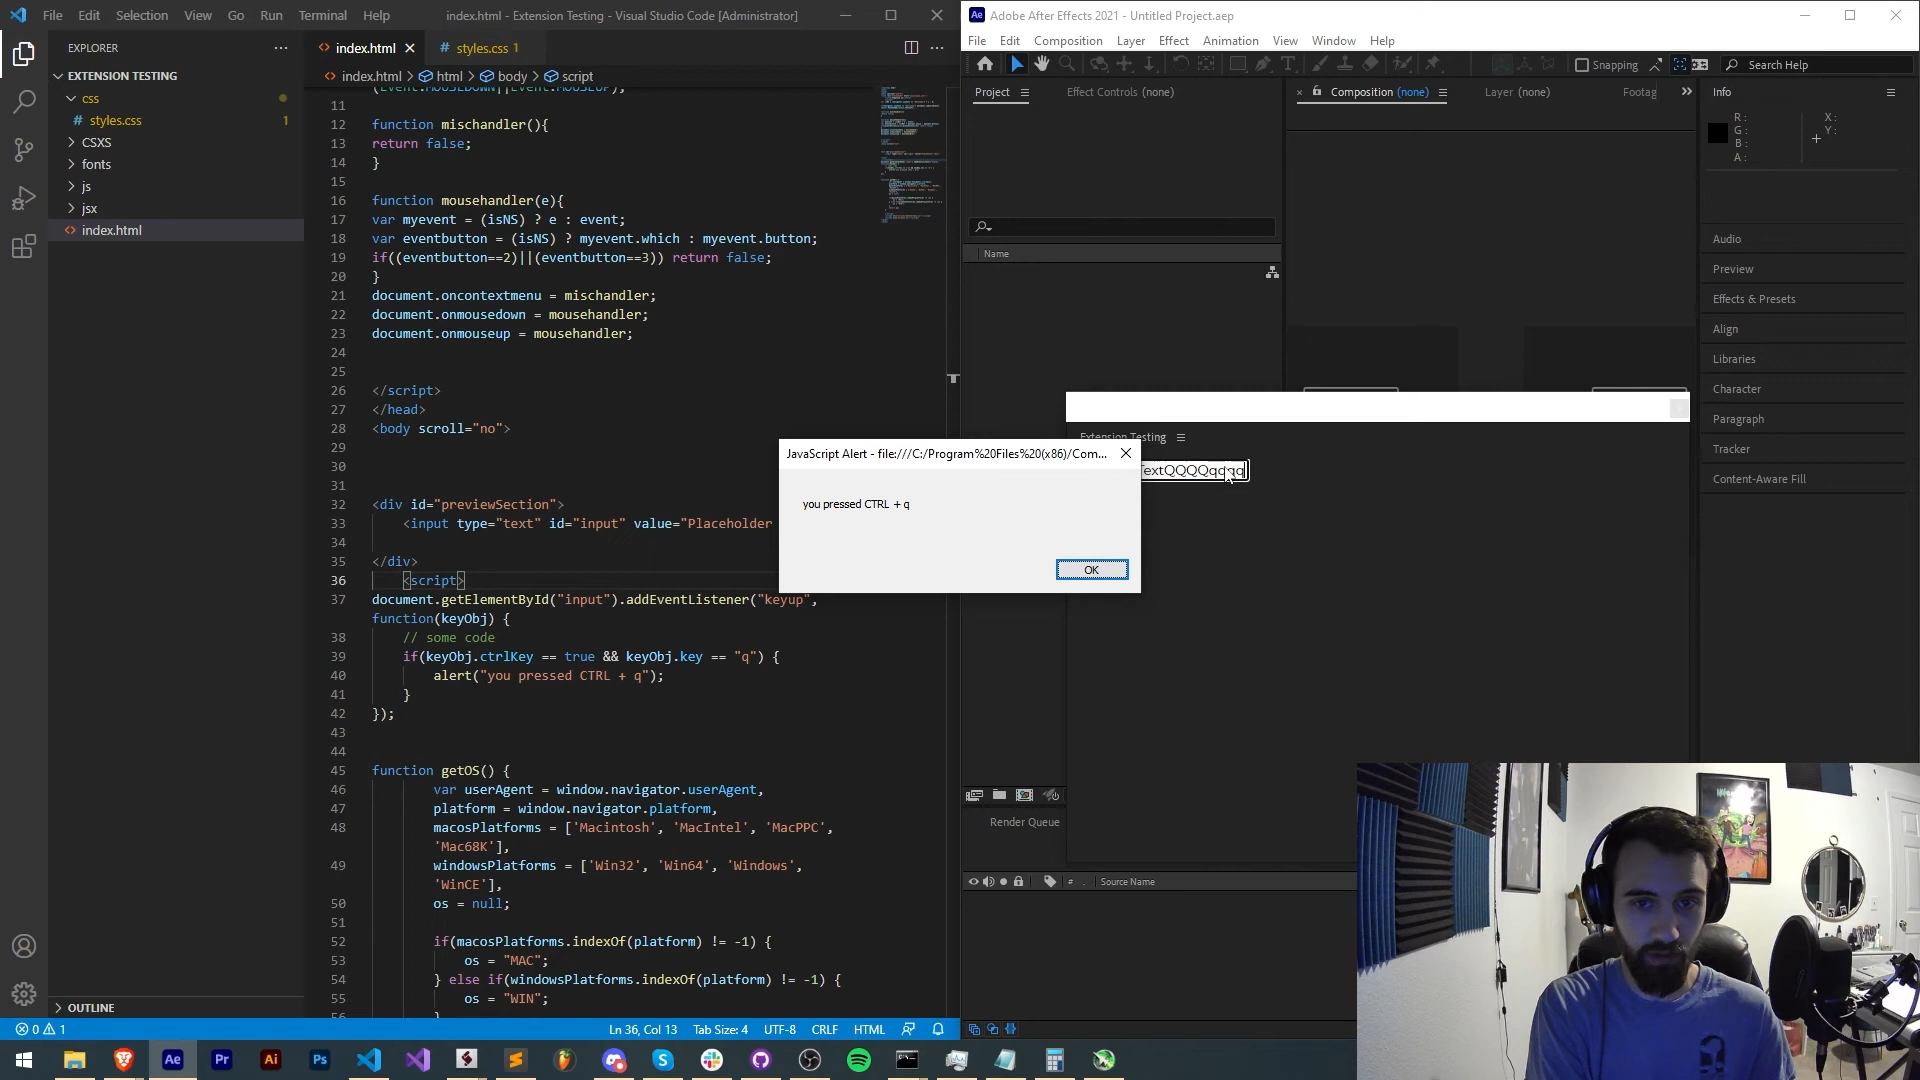 File Edit Selection View Go Run Terminal Help
index.html - Extension Testing - Visual Studio Code [Administrator]
EXPLORER
EXTENSION TESTING
css
# styles.css 1
CSXS
fonts
js
jsx
index.html
OUTLINE
index.html
# styles.css 1
index.html > html > body > script
11
12 function mischandler(){
13 return false;
14 }
15
16 function mousehandler(e){
17 var myevent = (isNS) ? e : event;
18 var eventbutton = (isNS) ? myevent.which : myevent.button;
19 if((eventbutton==2)||(eventbutton==3)) return false;
20 }
21 document.oncontextmenu = mischandler;
22 document.onmousedown = mousehandler;
23 document.onmouseup = mousehandler;
24
25
26 </script>
27 </head>
28 <body scroll="no">
29
30
31
32 <div id="previewSection">
33 <input type="text" id="input" value="Placeholder
34
35 </div>
36 <script>
37 document.getElementById("input").addEventListener("keyup",
function(keyObj) {
38 // some code
39 if(keyObj.ctrlKey == true && keyObj.key == "q") {
40 alert("you pressed CTRL + q");
41 }
42 });
43
44
45 function getOS() {
46 var userAgent = window.navigator.userAgent,
47 platform = window.navigator.platform,
48 macosPlatforms = ['Macintosh', 'MacIntel', 'MacPPC',
'Mac68K'],
49 windowsPlatforms = ['Win32', 'Win64', 'Windows',
'WinCE'],
50 os = null;
51
52 if(macosPlatforms.indexOf(platform) != -1) {
53 os = "MAC";
54 } else if(windowsPlatforms.indexOf(platform) != -1) {
55 os = "WIN";
0 1
Ln 36, Col 13 Tab Size: 4 UTF-8 CRLF HTML
Adobe After Effects 2021 - Untitled Project.aep
File Edit Composition Layer Effect Animation View Window Help
Snapping
Search Help
Project
Effect Controls (none)
Composition (none)
Layer (none)
Footag
Name
Info
R :
G :
B :
A :
X :
Y :
Audio
Preview
Effects & Presets
Align
Libraries
Character
Paragraph
Tracker
Content-Aware Fill
Extension Testing
JavaScript Alert - file:///C:/Program%20Files%20(x86)/Com...
you pressed CTRL + q
OK
Render Queue
# . Source Name
Ae Pr Ai Ps